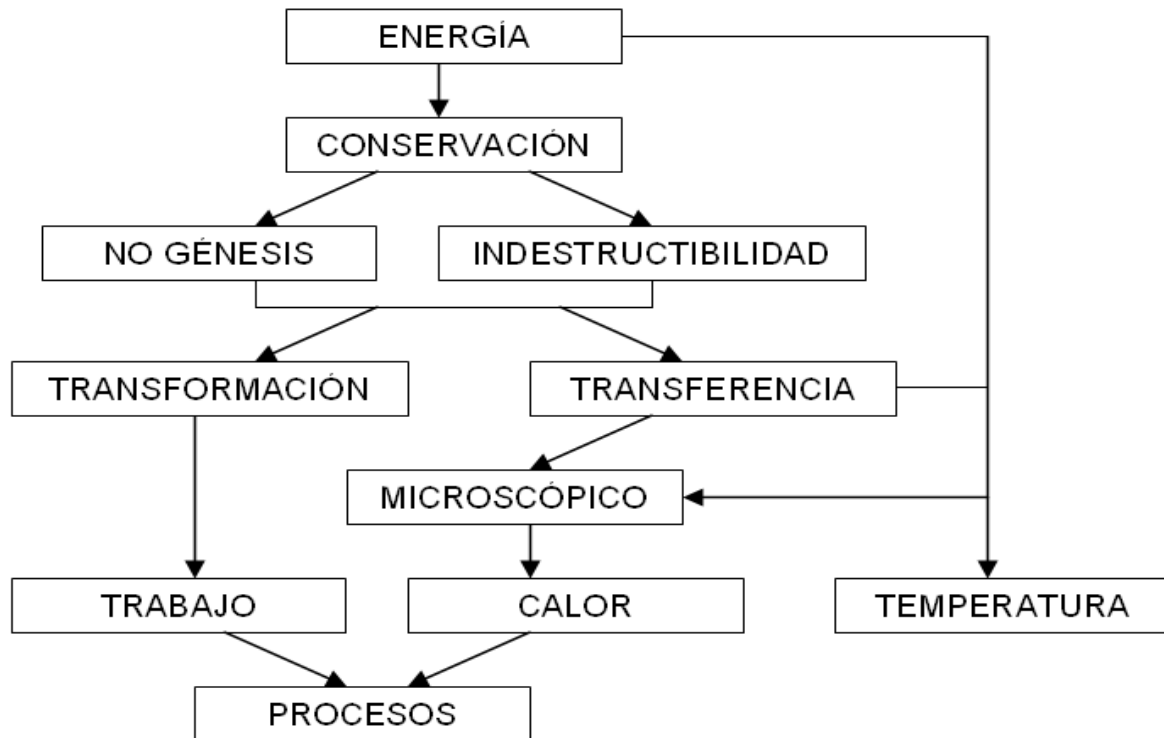 ENERGÍA
CONSERVACIÓN
NO GÉNESIS
INDESTRUCTIBILIDAD
TRANSFORMACIÓN
TRANSFERENCIA
MICROSCÓPICO
TRABAJO
CALOR
TEMPERATURA
PROCESOS